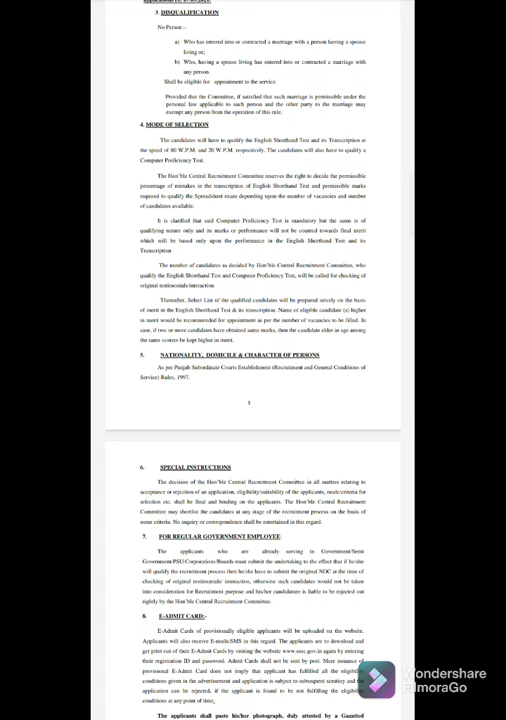 3. DISQUALIFICATION
No Person :-
a) Who has entered into or contracted a marriage with a person having a spouse
living or;
b) Who, having a spouse living has entered into or contracted a marriage with
any person.
Shall be eligible for appointment to the service.
Provided that the Committee, if satisfied that such marriage is permissible under the
personal law applicable to such person and the other party to the marriage may
exempt any person from the operation of this rule.
4. MODE OF SELECTION
The candidates will have to qualify the English Shorthand Test and its Transcription at
the speed of 80 W.P.M. and 20 W.P.M. respectively. The candidates will also have to qualify a
Computer Proficiency Test.
The Hon'ble Central Recruitment Committee reserves the right to decide the permissible
percentage of mistakes in the transcription of English Shorthand Test and permissible marks
required to qualify the Spreadsheet exam depending upon the number of vacancies and number
of candidates available.
It is clarified that said Computer Proficiency Test is mandatory but the same is of
qualifying nature only and its marks or performance will not be counted towards final merit
which will be based only upon the performance in the English Shorthand Test and its
Transcription
The number of candidates as decided by Hon'ble Central Recruitment Committee, who
qualify the English Shorthand Test and Computer Proficiency Test, will be called for checking of
original testimonials/interaction.
Thereafter, Select List of the qualified candidates will be prepared strictly on the basis
of merit in the English Shorthand Test & its transcription. Name of eligible candidate (s) higher
in merit would be recommended for appointment as per the number of vacancies to be filled. In
case, if two or more candidates have obtained same marks, then the candidate elder in age among
the same scorers be kept higher in merit.
5. NATIONALITY, DOMICILE & CHARACTER OF PERSONS
As per Punjab Subordinate Courts Establishment (Recruitment and General Conditions of
Service) Rules, 1997.
3
6. SPECIAL INSTRUCTIONS
The decision of the Hon'ble Central Recruitment Committee in all matters relating to
acceptance or rejection of an application, eligibility/suitability of the applicants, mode/criteria for
selection etc. shall be final and binding on the applicants. The Hon'ble Central Recruitment
Committee may shortlist the candidates at any stage of the recruitment process on the basis of
some criteria. No inquiry or correspondence shall be entertained in this regard.
7. FOR REGULAR GOVERNMENT EMPLOYEE:
The applicants who are already serving in Government/Semi
Government/PSU/Corporations/Boards must submit the undertaking to the effect that if he/she
will qualify the recruitment process then he/she have to submit the original NOC at the time of
checking of original testimonials/ interaction, otherwise such candidates would not be taken
into consideration for Recruitment purpose and his/her candidature is liable to be rejected out
rightly by the Hon'ble Central Recruitment Committee.
8. E-ADMIT CARD:-
E-Admit Cards of provisionally eligible applicants will be uploaded on the website.
Applicants will also receive E-mails/SMS in this regard. The applicants are to download and
get print out of their E-Admit Cards by visiting the website www.sssc.gov.in again by entering
their registration ID and password. Admit Cards shall not be sent by post. Mere issuance of
provisional E-Admit Card does not imply that applicant has fulfilled all the eligibility
conditions given in the advertisement and application is subject to subsequent scrutiny and the
application can be rejected, if the applicant is found to be not fulfilling the eligibility
conditions at any point of time.
The applicants shall paste his/her photograph, duly attested by a Gazetted
Wondershare
FilmoraGo